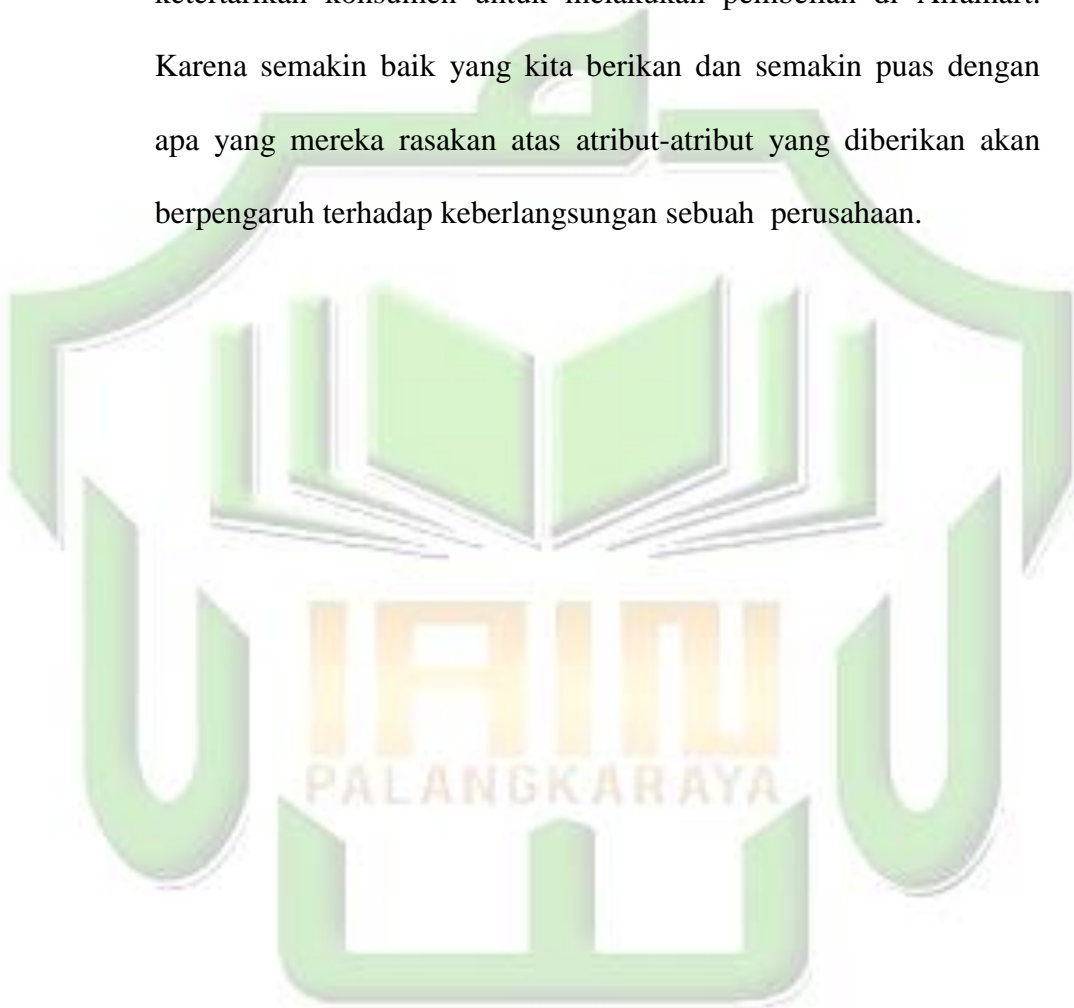 ketertarikan konsumen untuk melakukan pembelian di Alfamart.
Karena semakin baik yang kita berikan dan semakin puas dengan
apa yang mereka rasakan atas atribut-atribut yang diberikan akan
berpengaruh terhadap keberlangsungan sebuah perusahaan.
IAIN
PALANGKARAYA